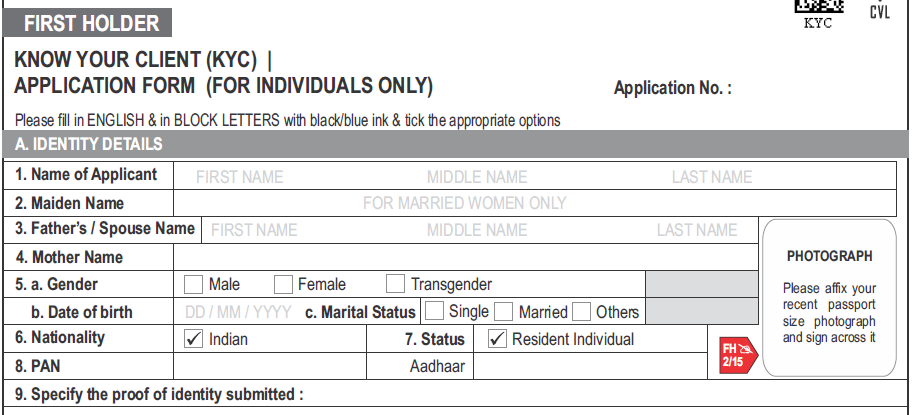 FIRST HOLDER
KYC
CVL
KNOW YOUR CLIENT (KYC) |
APPLICATION FORM (FOR INDIVIDUALS ONLY)
Application No. :
Please fill in ENGLISH & in BLOCK LETTERS with black/blue ink & tick the appropriate options
A. IDENTITY DETAILS
1. Name of Applicant FIRST NAME MIDDLE NAME LAST NAME
2. Maiden Name FOR MARRIED WOMEN ONLY
3. Father's / Spouse Name FIRST NAME MIDDLE NAME LAST NAME
4. Mother Name
5. a. Gender Male Female Transgender
b. Date of birth DD / MM / YYYY c. Marital Status Single Married Others
6. Nationality Indian 7. Status Resident Individual
8. PAN Aadhaar
9. Specify the proof of identity submitted :
PHOTOGRAPH
Please affix your
recent passport
size photograph
and sign across it
FH
2/15